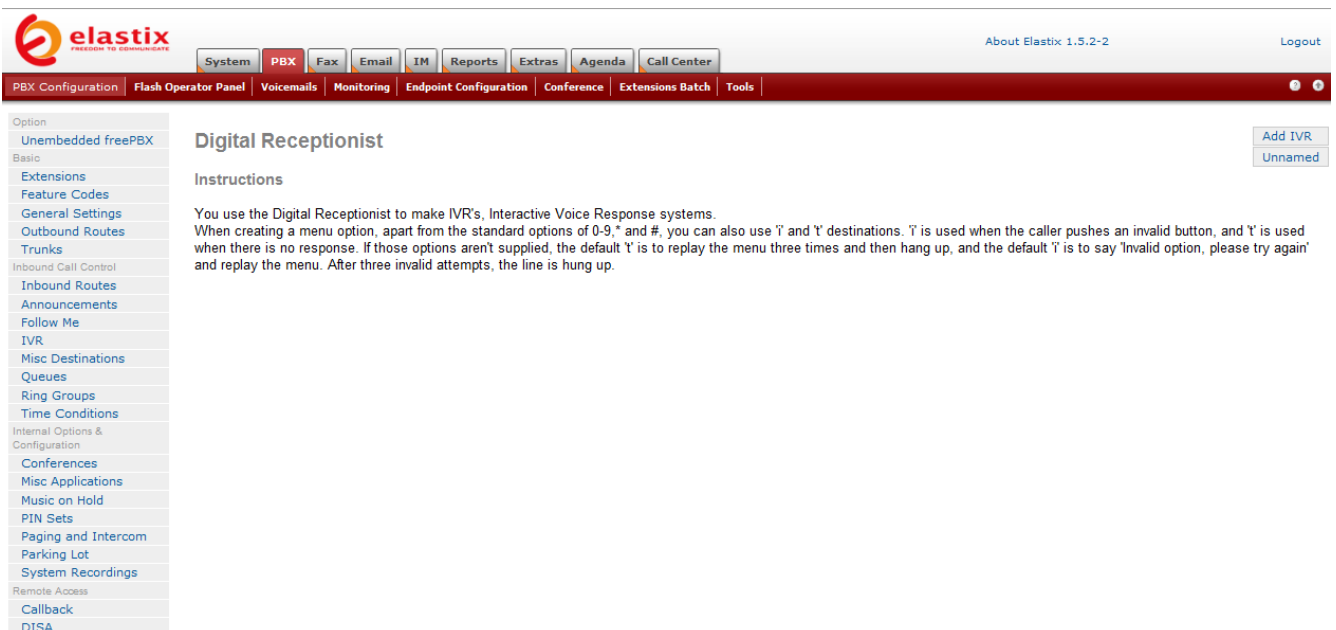 elastix
FREEDOM TO COMMUNICATE
About Elastix 1.5.2-2
Logout
System PBX Fax Email IM Reports Extras Agenda Call Center
PBX Configuration Flash Operator Panel Voicemails Monitoring Endpoint Configuration Conference Extensions Batch Tools
Option
Unembedded freePBX
Basic
Extensions
Feature Codes
General Settings
Outbound Routes
Trunks
Inbound Call Control
Inbound Routes
Announcements
Follow Me
IVR
Misc Destinations
Queues
Ring Groups
Time Conditions
Internal Options &
Configuration
Conferences
Misc Applications
Music on Hold
PIN Sets
Paging and Intercom
Parking Lot
System Recordings
Remote Access
Callback
DISA
Digital Receptionist
Instructions
You use the Digital Receptionist to make IVR's, Interactive Voice Response systems.
When creating a menu option, apart from the standard options of 0-9,* and #, you can also use 'i' and 't' destinations. 'i' is used when the caller pushes an invalid button, and 't' is used
when there is no response. If those options aren't supplied, the default 't' is to replay the menu three times and then hang up, and the default 'i' is to say 'Invalid option, please try again'
and replay the menu. After three invalid attempts, the line is hung up.
Add IVR
Unnamed